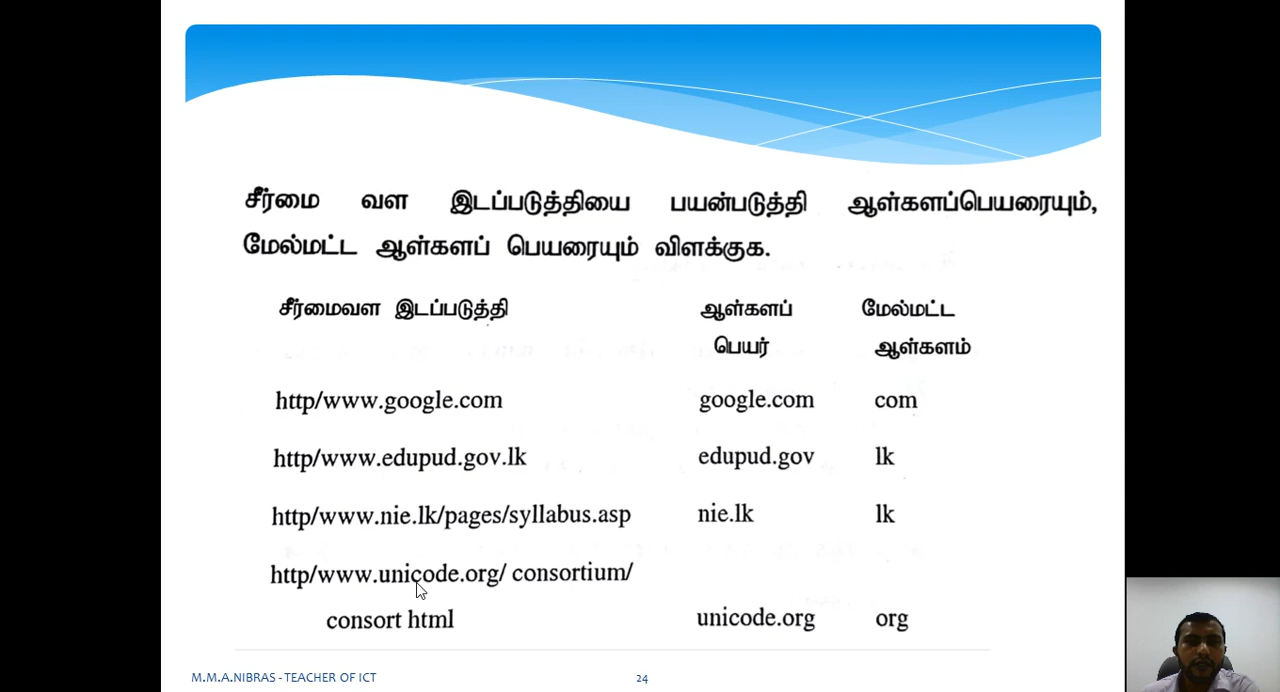 சீர்மை வள இடப்படுத்தியை பயன்படுத்தி ஆள்களப்பெயரையும்,
மேல்மட்ட ஆள்களப் பெயரையும் விளக்குக.
சீர்மைவள இடப்படுத்தி ஆள்களப் மேல்மட்ட
பெயர் ஆள்களம்
http/www.google.com google.com com
http/www.edupud.gov.lk edupud.gov lk
http/www.nie.lk/pages/syllabus.asp nie.lk lk
http/www.unicode.org/ consortium/
consort html unicode.org org
M.M.A.NIBRAS - TEACHER OF ICT 24